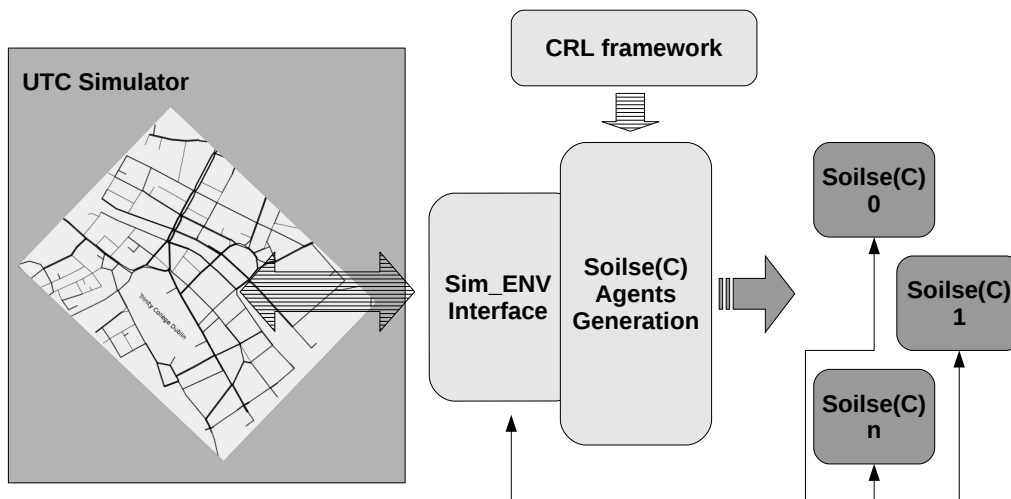 UTC Simulator
Trinity College Dublin
CRL framework
Sim_ENV
Interface
Soilse(C)
Agents
Generation
Soilse(C)
0
Soilse(C)
1
Soilse(C)
n